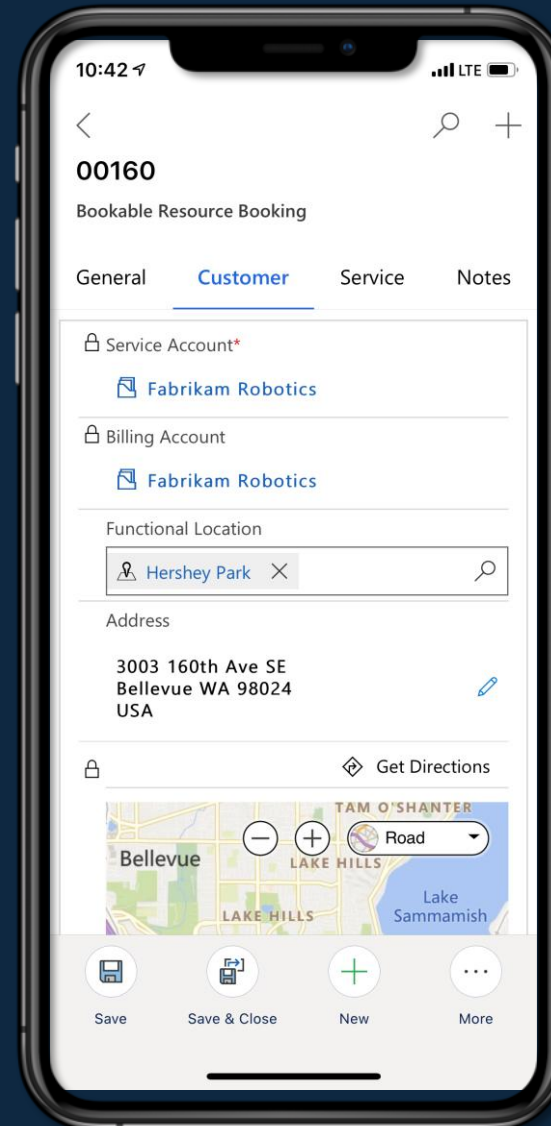 10:42
LTE
00160
Bookable Resource Booking
General Customer Service Notes
Service Account*
Fabrikam Robotics
Billing Account
Fabrikam Robotics
Functional Location
Hershey Park
Address
3003 160th Ave SE
Bellevue WA 98024
USA
Get Directions
TAM O'SHANTER
Road
Bellevue
LAKE HILLS
Lake
LAKE HILLS
Sammamish
Save Save & Close New More